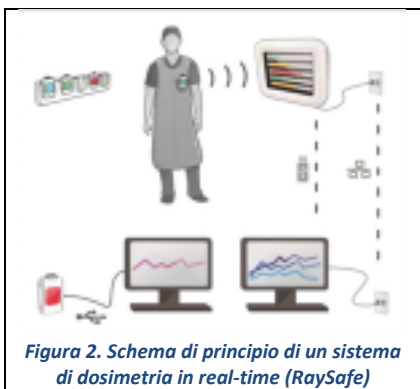 Figura 2. Schema di principio di un sistema
di dosimetria in real-time (RaySafe)